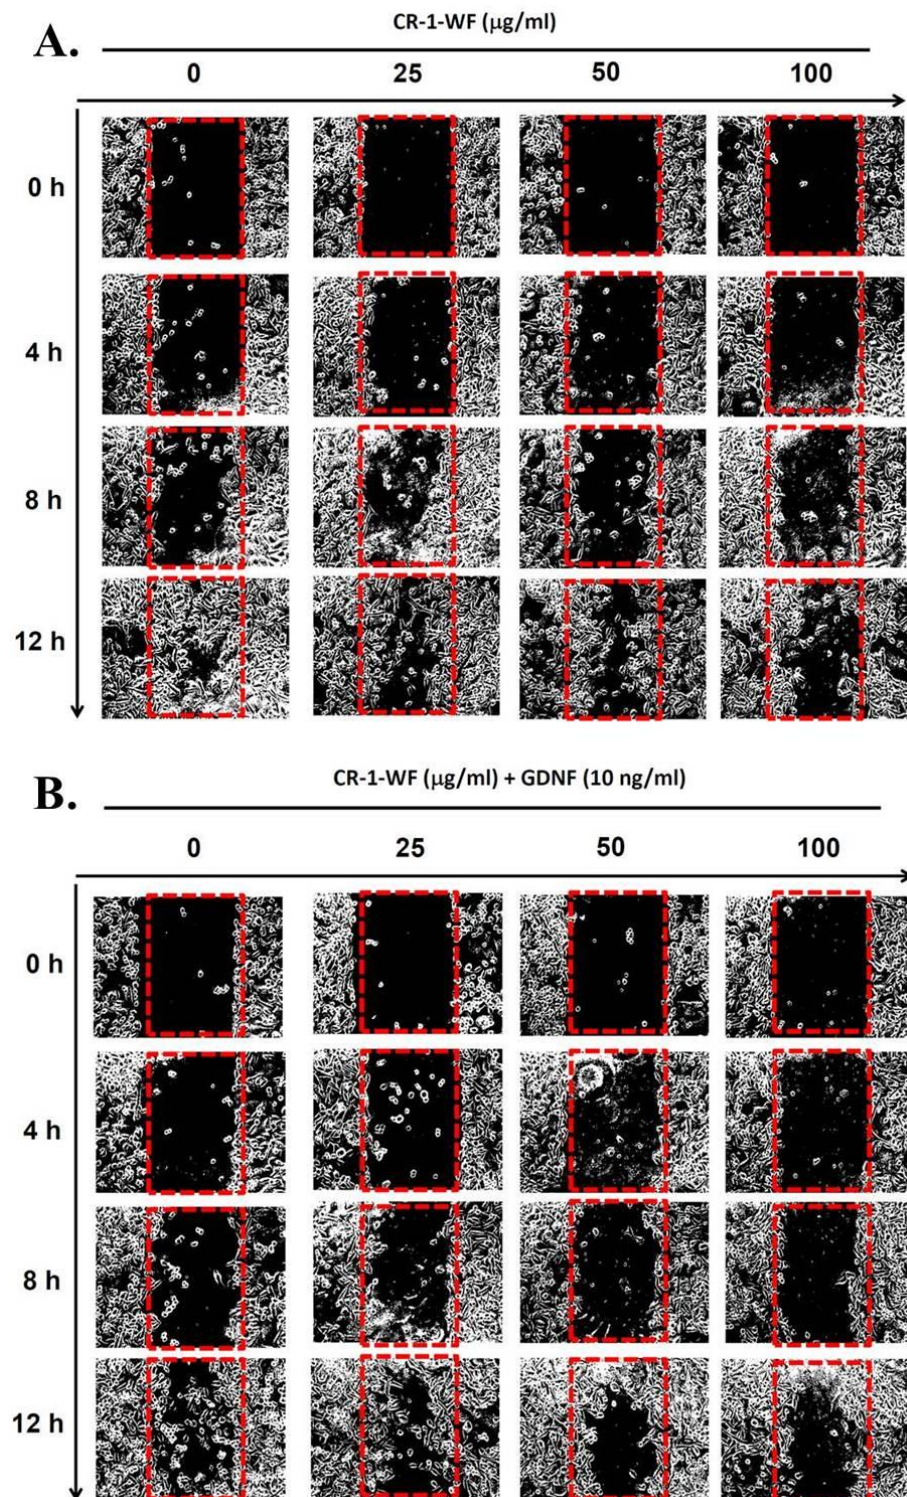 A.
CR-1-WF (μg/ml)
0 25 50 100
0 h
4 h
8 h
12 h
B.
CR-1-WF (μg/ml) + GDNF (10 ng/ml)
0 25 50 100
0 h
4 h
8 h
12 h